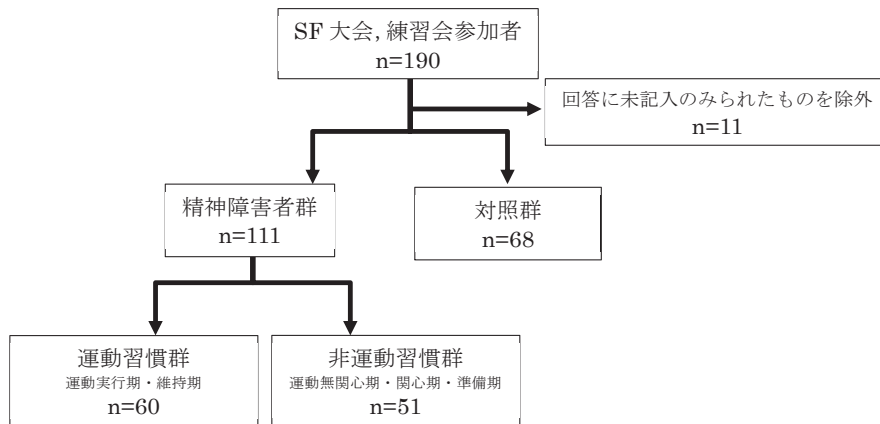 SF 大会, 練習会参加者
n=190
回答に未記入のみられたものを除外
n=11
精神障害者群
n=111
対照群
n=68
運動習慣群
運動実行期・維持期
n=60
非運動習慣群
運動無関心期・関心期・準備期
n=51